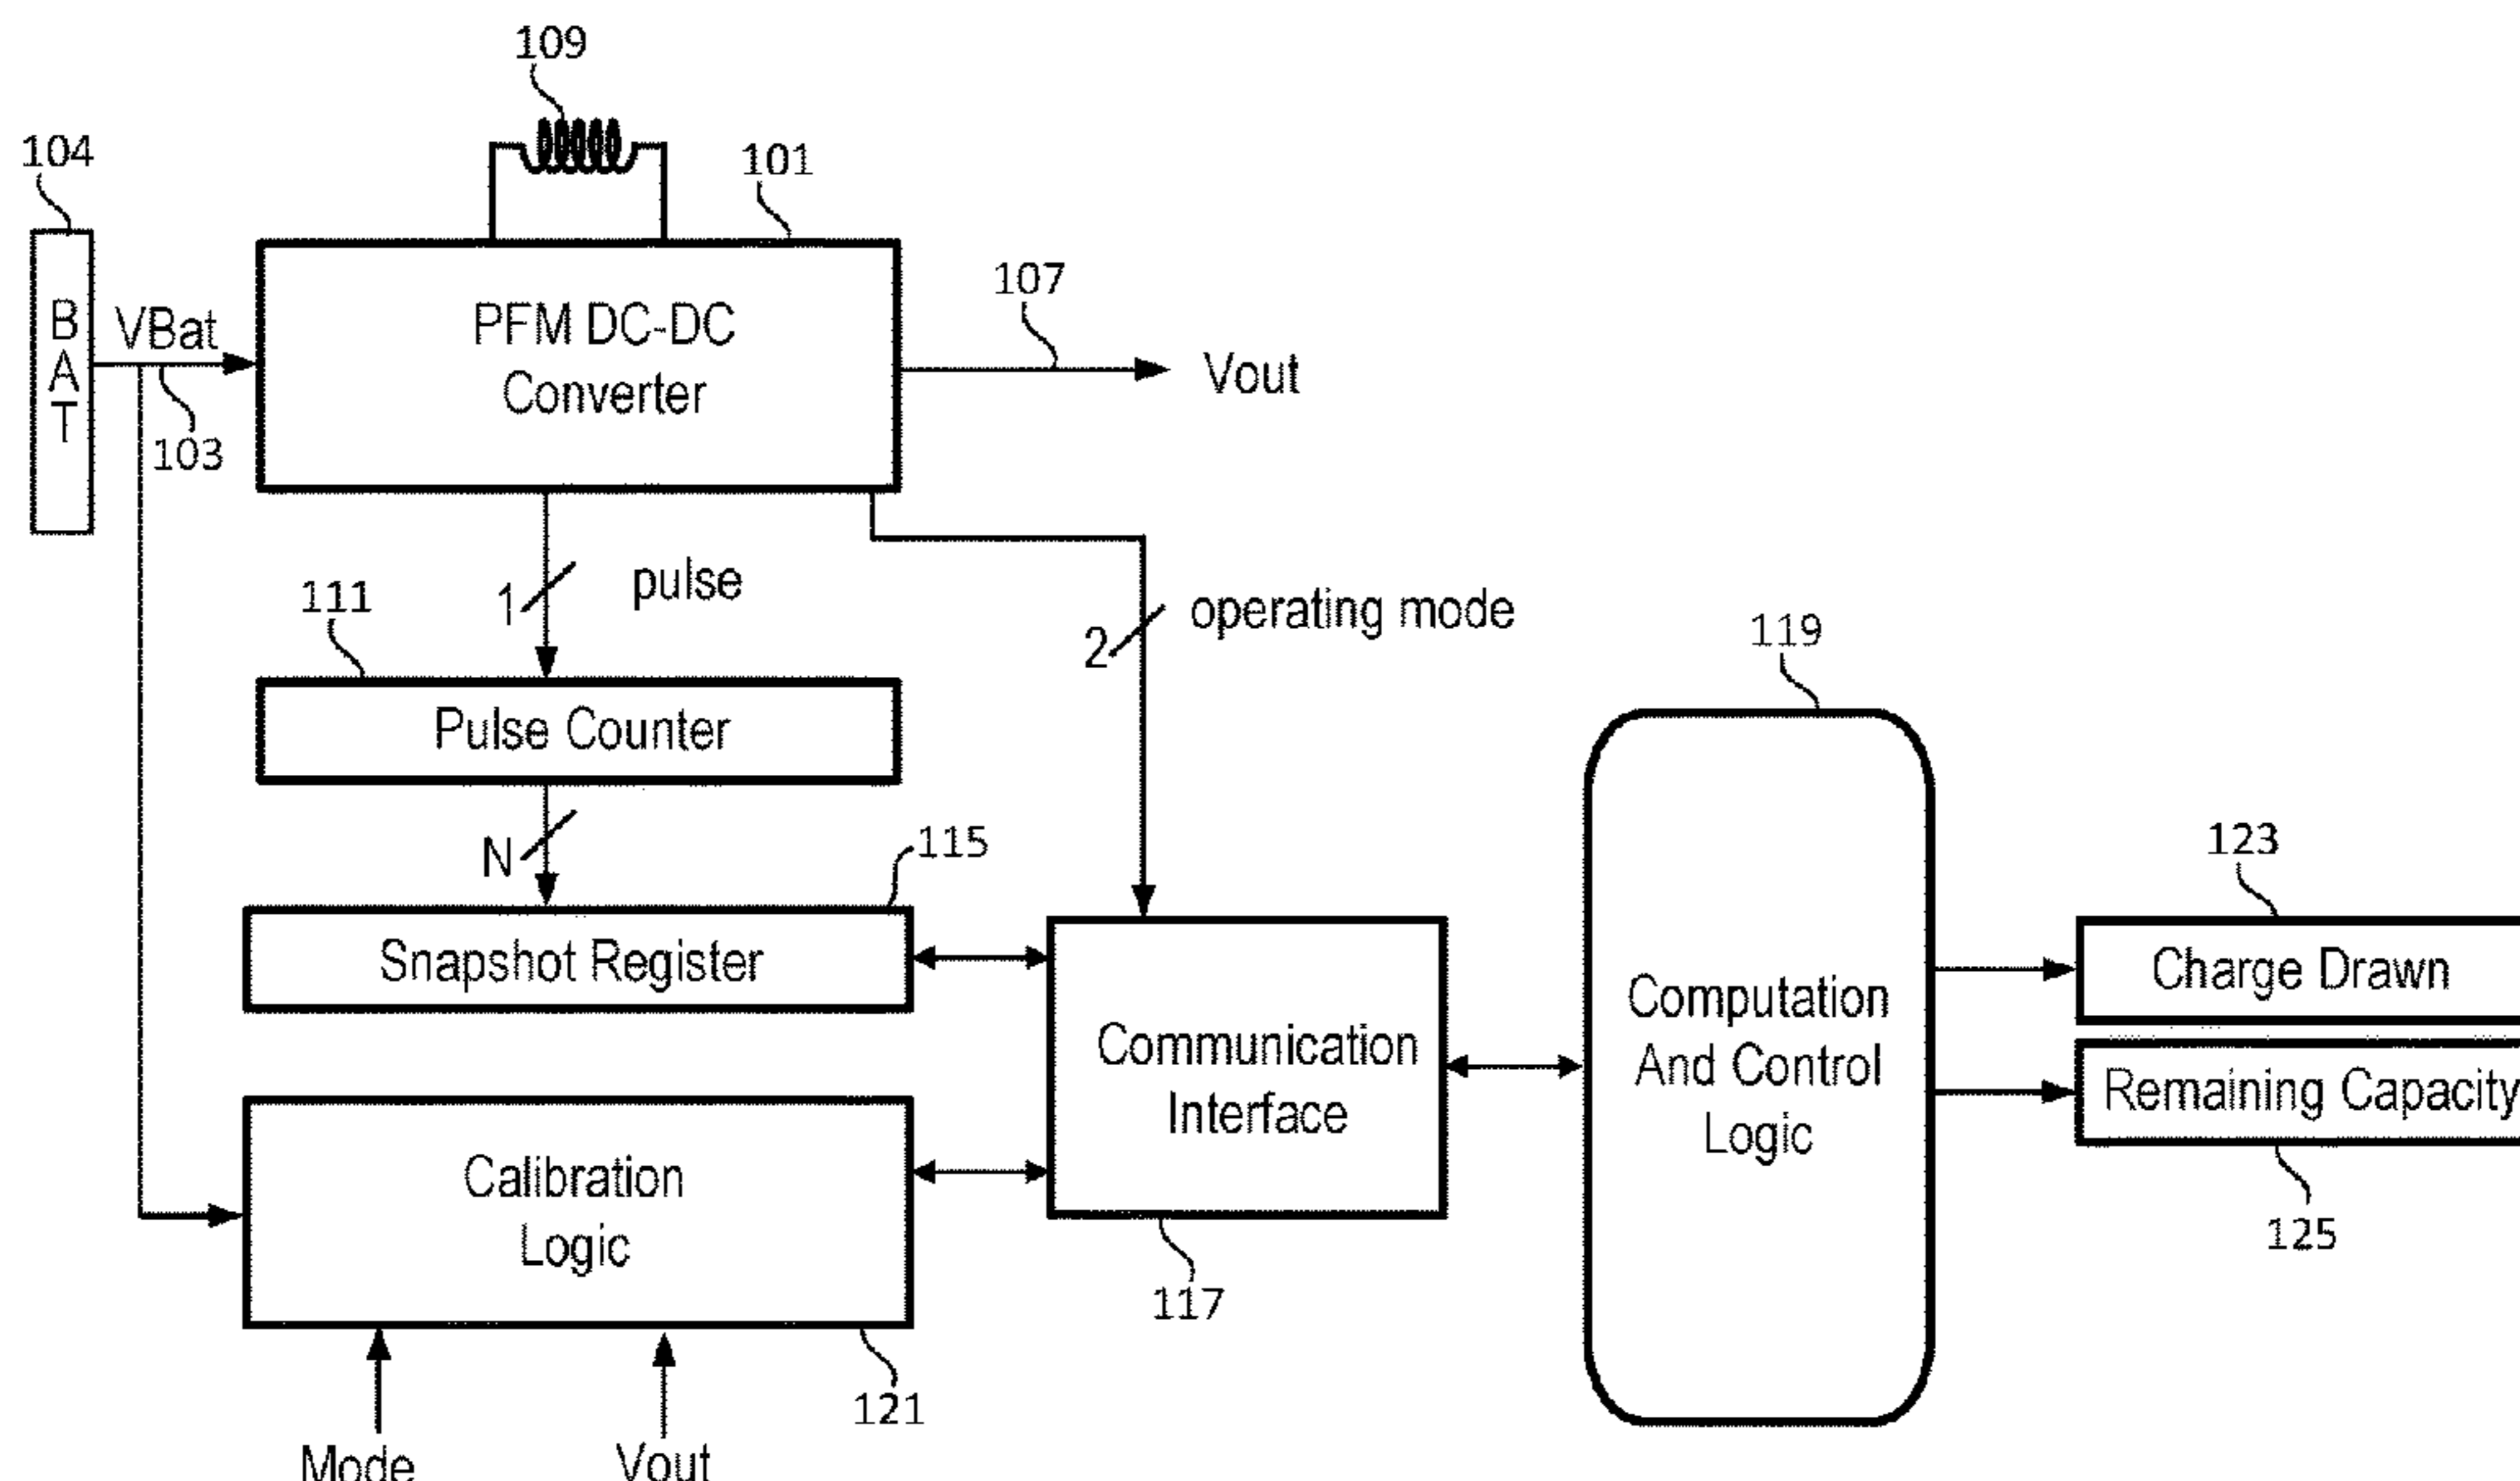 109
104
101
B
A
T
VBat
103
PFM DC-DC
Converter
107
Vout
1
pulse
2
operating mode
111
Pulse Counter
N
115
Snapshot Register
119
Communication
Interface
117
Computation
And Control
Logic
123
Charge Drawn
Remaining Capacity
125
Calibration
Logic
121
Mode
Vout